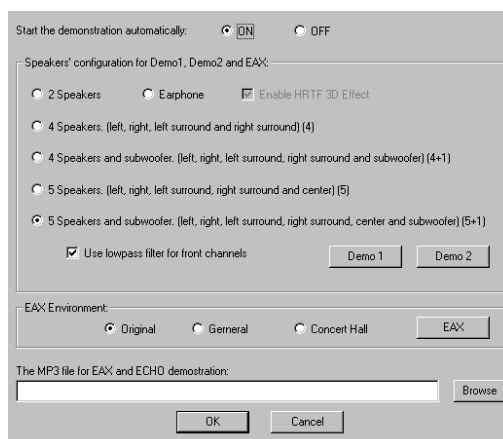 Start the demonstration automatically: ON OFF
Speakers' configuration for Demo1, Demo2 and EAX:
2 Speakers Earphone Enable HRTF 3D Effect
4 Speakers. (left, right, left surround and right surround) (4)
4 Speakers and subwoofer. (left, right, left surround, right surround and subwoofer) (4+1)
5 Speakers. (left, right, left surround, right surround and center) (5)
5 Speakers and subwoofer. (left, right, left surround, right surround, center and subwoofer) (5+1)
Use lowpass filter for front channels Demo 1 Demo 2
EAX Environment:
Original Gerneral Concert Hall EAX
The MP3 file for EAX and ECHO demostration:
Browse
OK Cancel